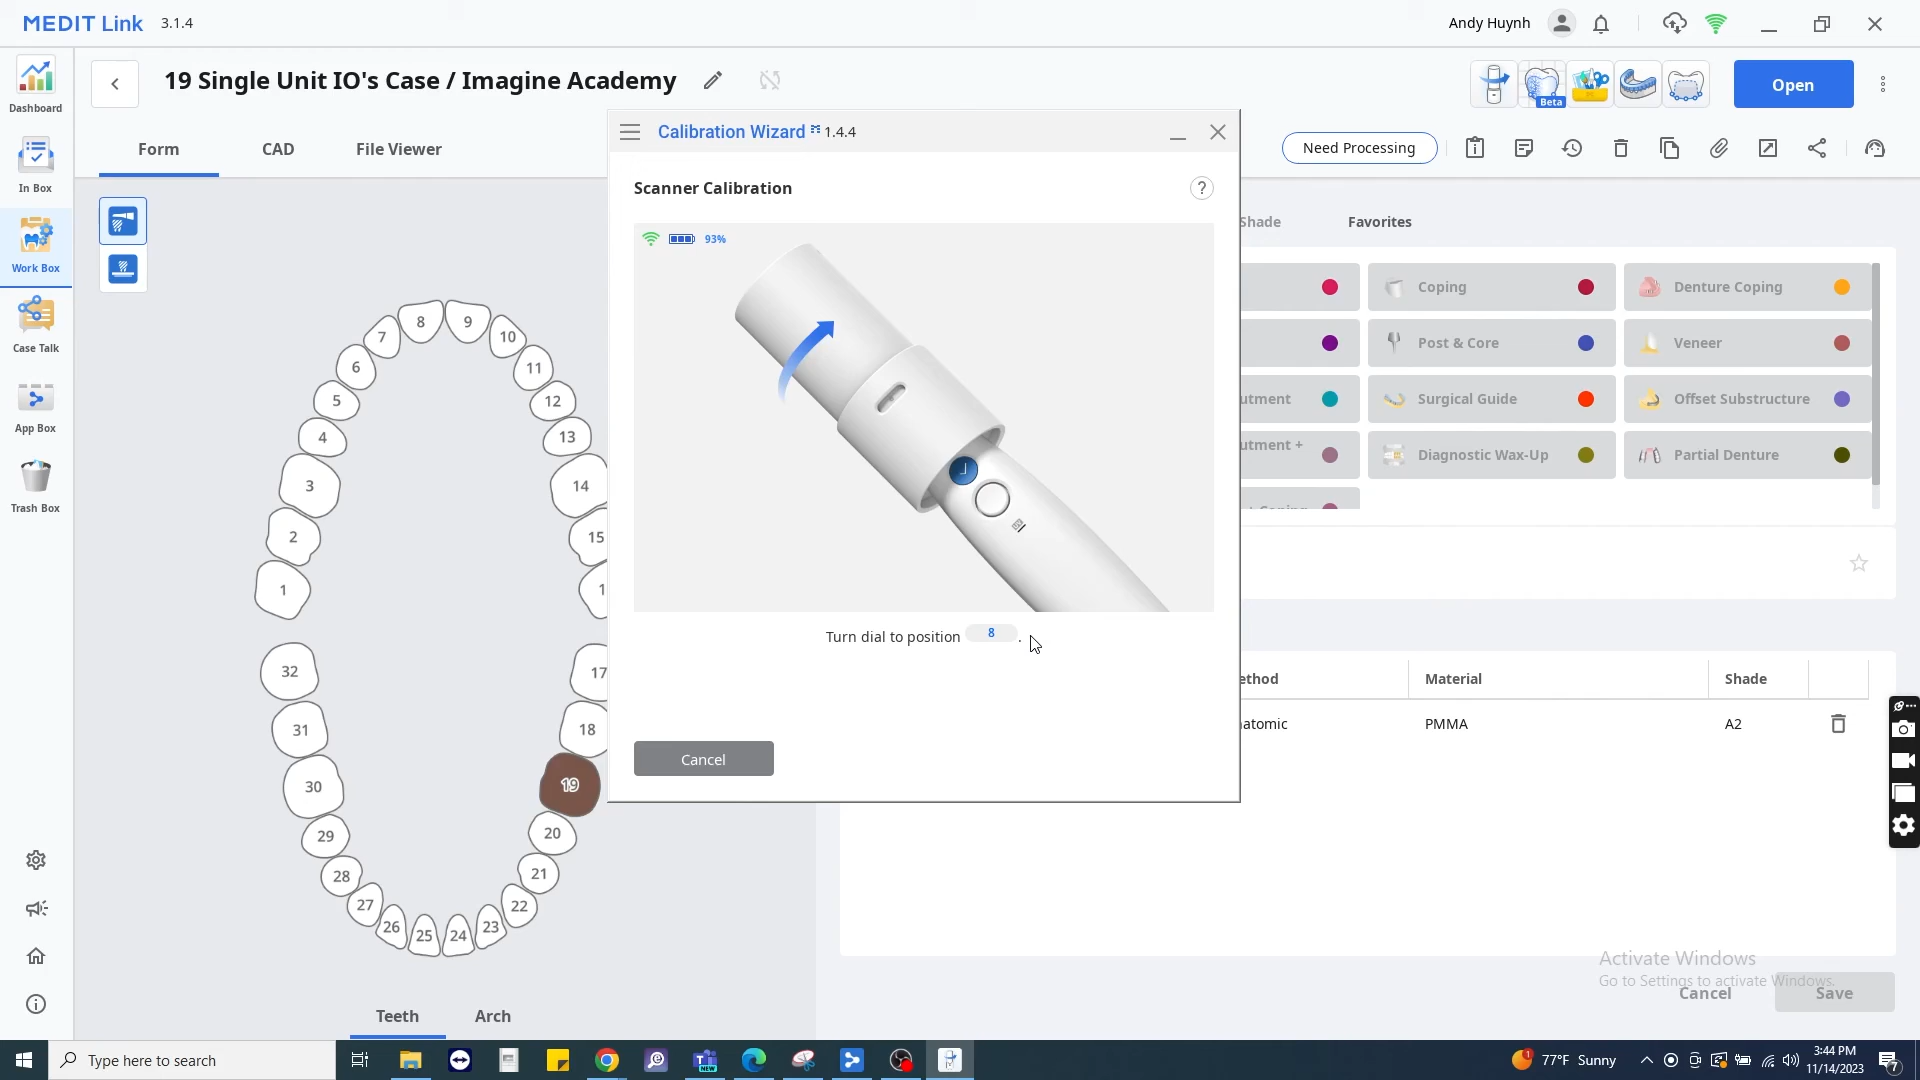 MEDIT Link 3.1.4
Andy Huynh
Dashboard
In Box
Work Box
Case Talk
App Box
Trash Box
19 Single Unit IO's Case / Imagine Academy
Beta
Open
Form
CAD
File Viewer
Need Processing
Calibration Wizard 1.4.4
Scanner Calibration
?
93%
Turn dial to position 8 .
Cancel
8
9
7
10
6
11
5
12
4
13
3
14
2
15
1
1
32
17
31
18
30
19
29
20
28
21
27
22
26
25
24
23
Teeth
Arch
Shade
Favorites
Coping
Denture Coping
Post & Core
Veneer
utment
Surgical Guide
Offset Substructure
utment +
Diagnostic Wax-Up
Partial Denture
ethod
Material
Shade
natomic
PMMA
A2
Activate Windows
Go to Settings to activate Windows.
Cancel
Save
Type here to search
NEW
1
77°F Sunny
3:44 PM
11/14/2023
7